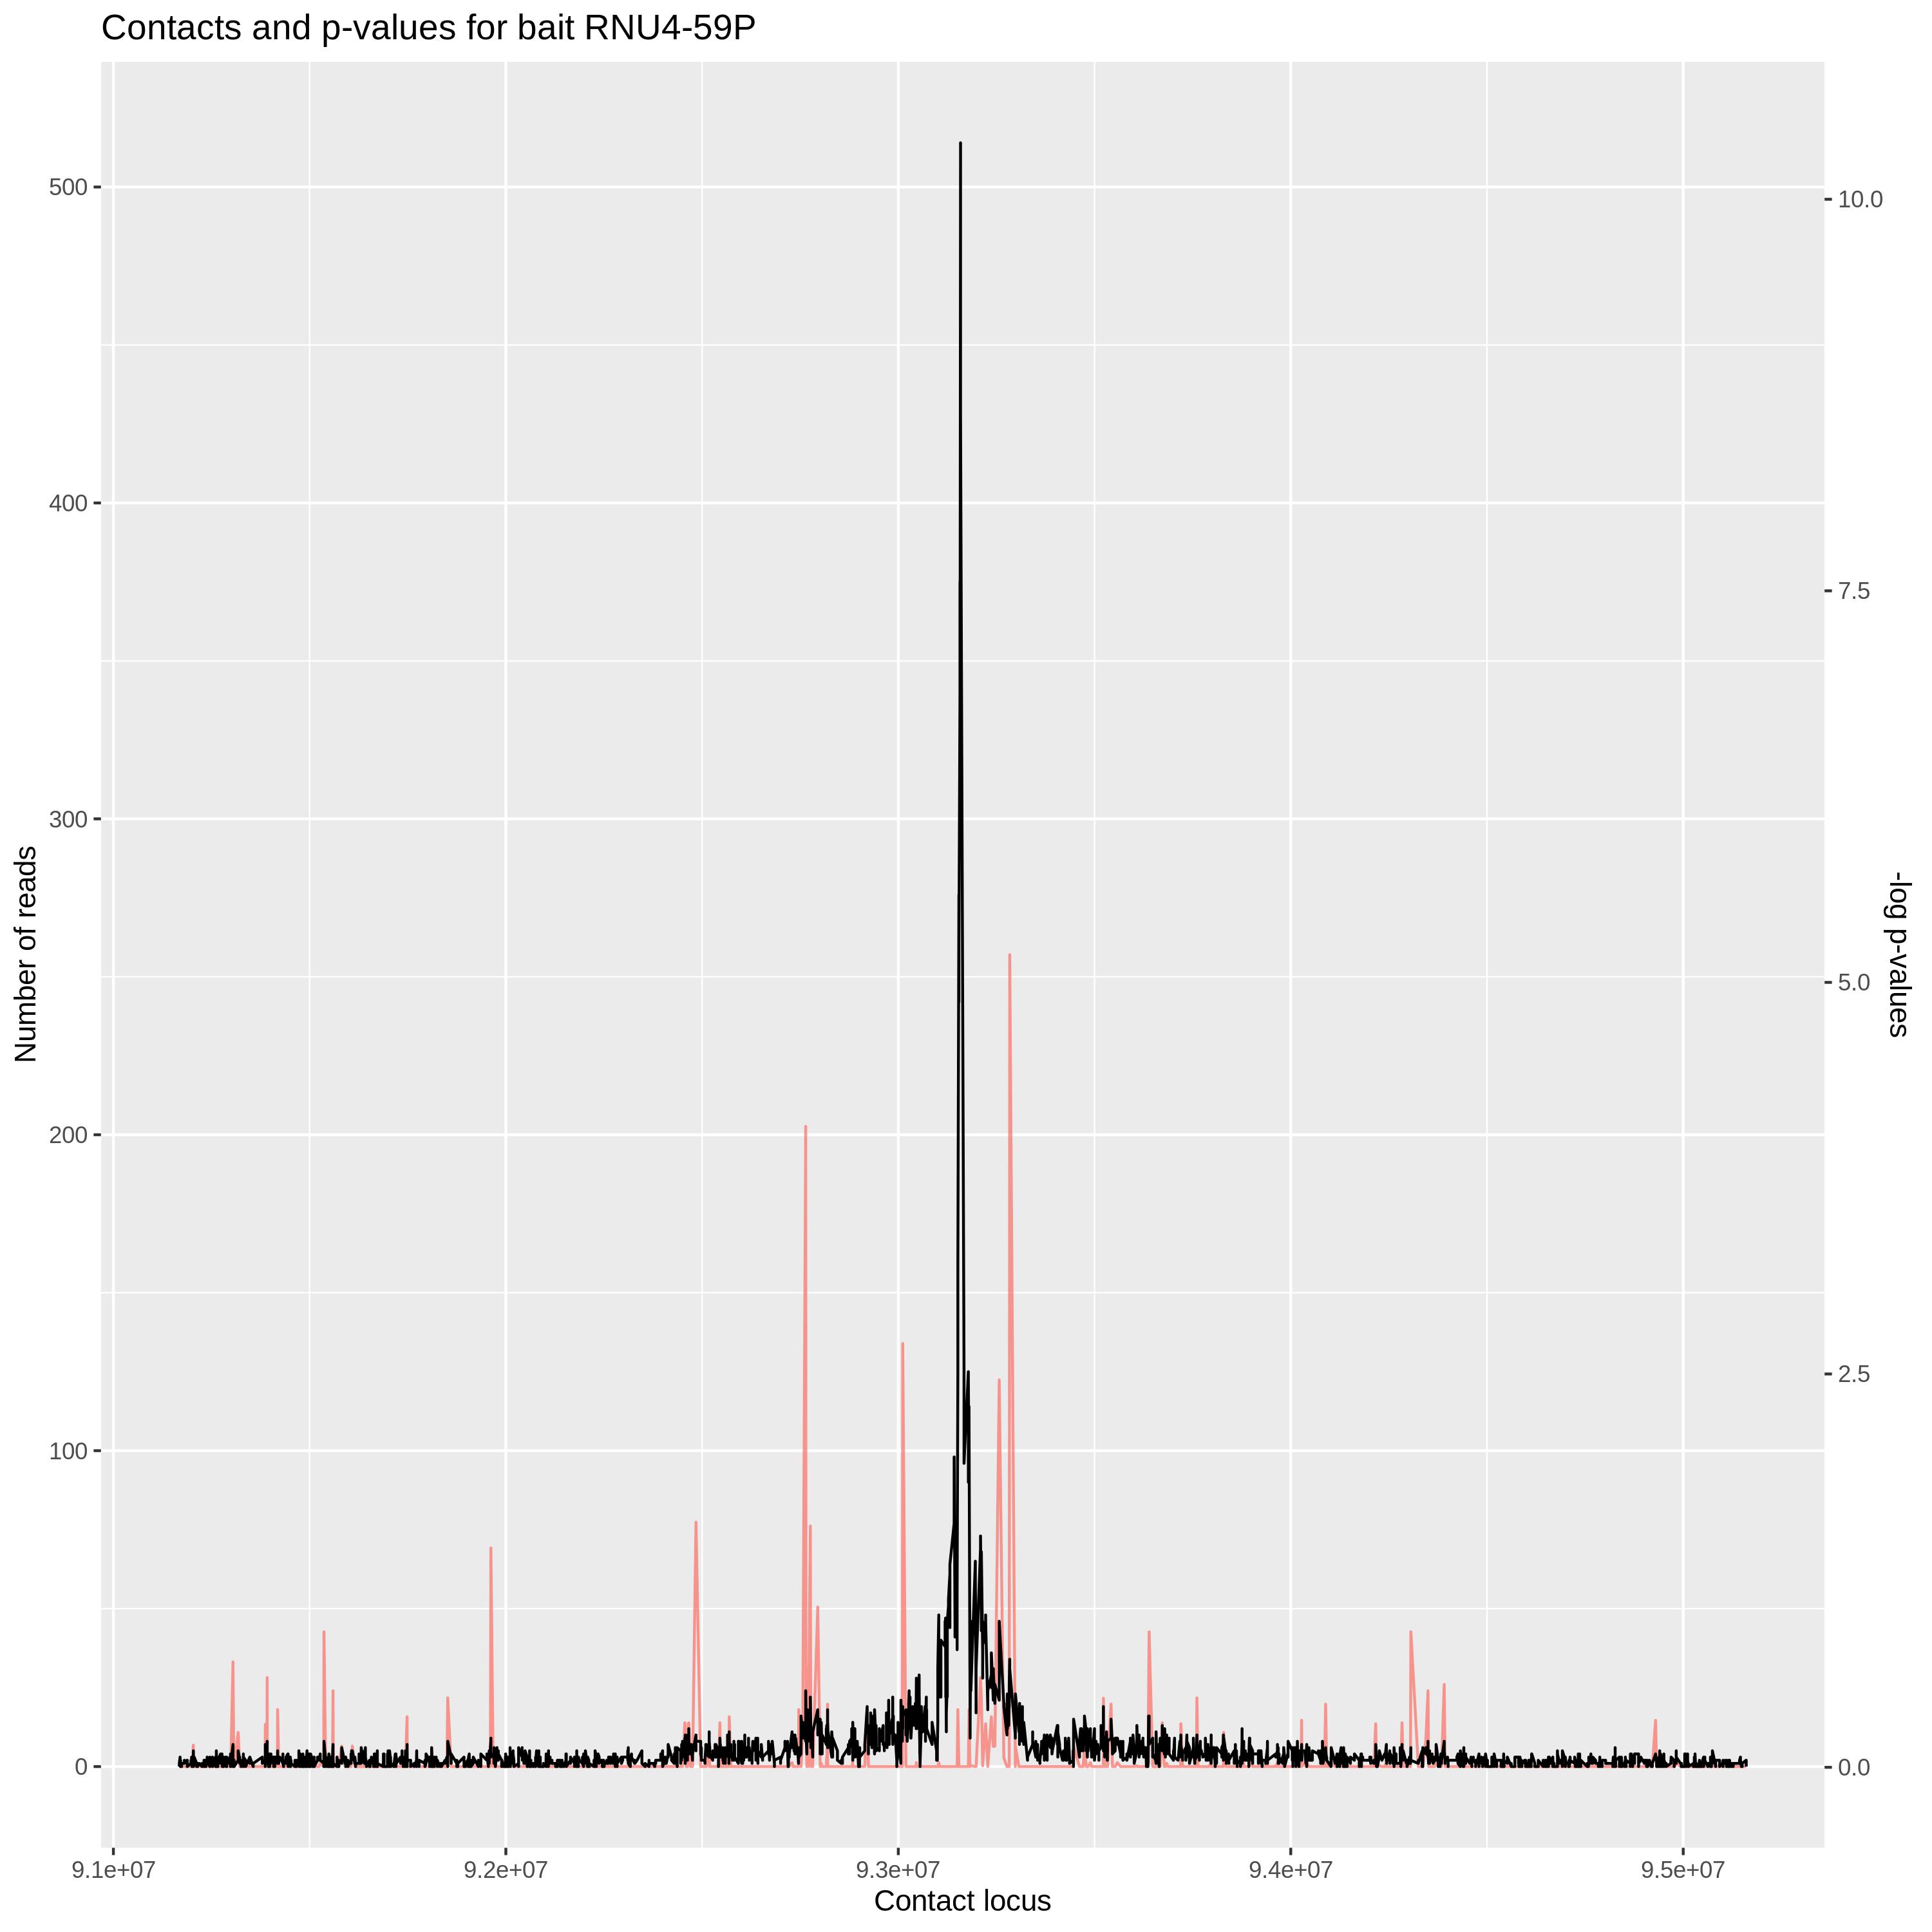 Contacts and p-values for bait RNU4-59P
500
400
300
200
100
0
Number of reads
10.0
7.5
5.0
2.5
0.0
-log p-values
9.1e+07
9.2e+07
9.3e+07
9.4e+07
9.5e+07
Contact locus